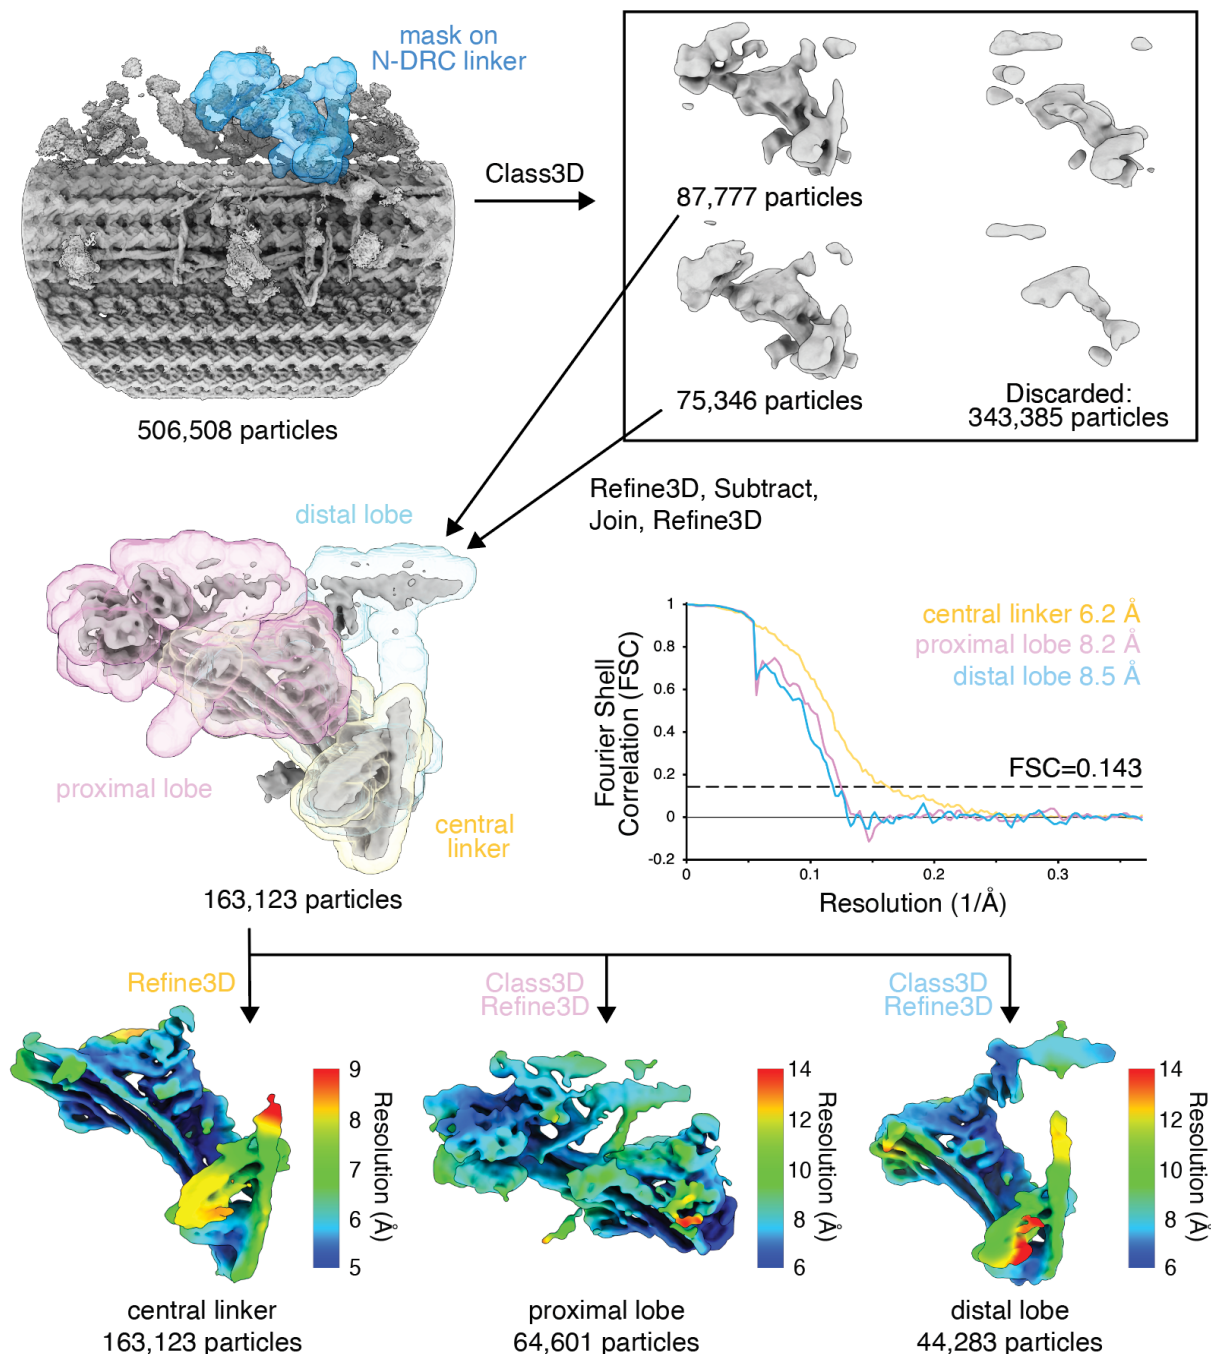 mask on
N-DRC linker
Class3D
506,508 particles
87,777 particles
75,346 particles
Discarded:
343,385 particles
Refine3D, Subtract,
Join, Refine3D
distal lobe
proximal lobe
central
linker
163,123 particles
central linker 6.2 Å
proximal lobe 8.2 Å
distal lobe 8.5 Å
FSC=0.143
Fourier Shell
Correlation (FSC)
1
0.8
0.6
0.4
0.2
0
-0.2
0
0.1
0.2
0.3
Resolution (1/Å)
Refine3D
Class3D
Refine3D
Class3D
Refine3D
9
8
7
6
5
Resolution (Å)
14
12
10
8
6
Resolution (Å)
14
12
10
8
6
Resolution (Å)
central linker
163,123 particles
proximal lobe
64,601 particles
distal lobe
44,283 particles